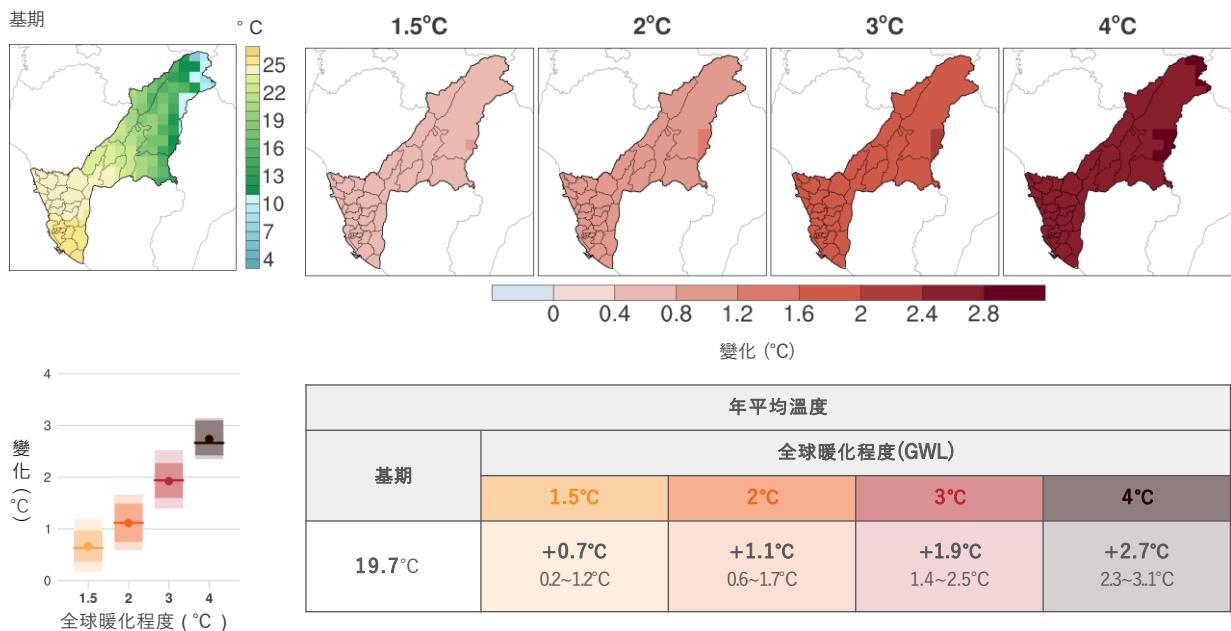 基期
° C
25
22
19
16
13
10
7
4
1.5°C
2°C
3°C
4°C
0 0.4 0.8 1.2 1.6 2 2.4 2.8
變化 (°C)
變化(°C)
4
3
2
1
0
1.5 2 3 4
全球暖化程度 ( °C )
年平均溫度
基期
全球暖化程度(GWL)
1.5°C 2°C 3°C 4°C
19.7°C
+0.7°C +1.1°C +1.9°C +2.7°C
0.2~1.2°C 0.6~1.7°C 1.4~2.5°C 2.3~3..1°C